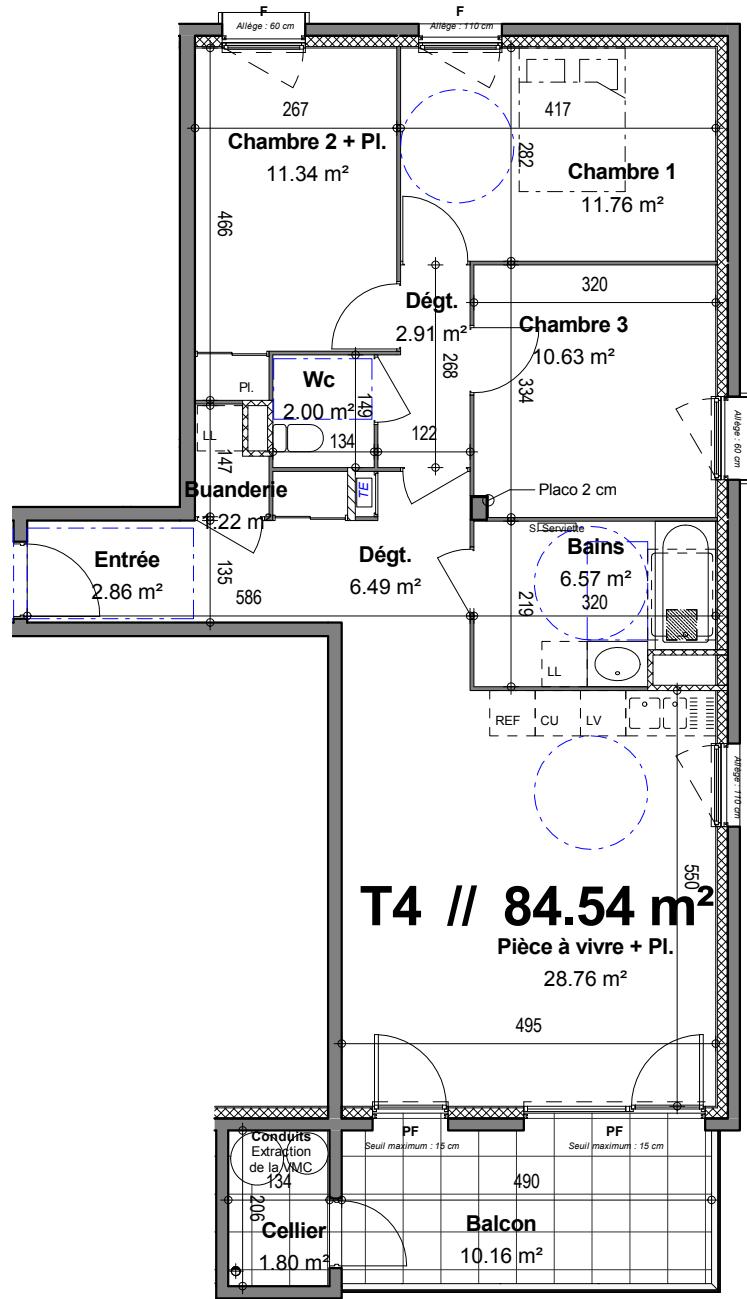 F
F
Allège : 60 cm
Allège : 110 cm
267
417
Chambre 2 + Pl.
11.34 m²
282
Chambre 1
11.76 m²
466
Dégt.
2.91 m²
320
Chambre 3
10.63 m²
268
334
Wc
2.00 m²
149
134
122
Pl.
LL
147
Allège : 60 cm
Buanderie
.22 m²
TE
Placo 2 cm
S. Serviette
Entrée
2.86 m²
135
586
Dégt.
6.49 m²
Bains
6.57 m²
219
320
LL
REF
CU
LV
Allège : 110 cm
550
T4 // 84.54 m²
Pièce à vivre + Pl.
28.76 m²
495
PF
Seuil maximum : 15 cm
PF
Seuil maximum : 15 cm
Conduits
Extraction
de la VMC
134
206
490
Cellier
1.80 m²
Balcon
10.16 m²